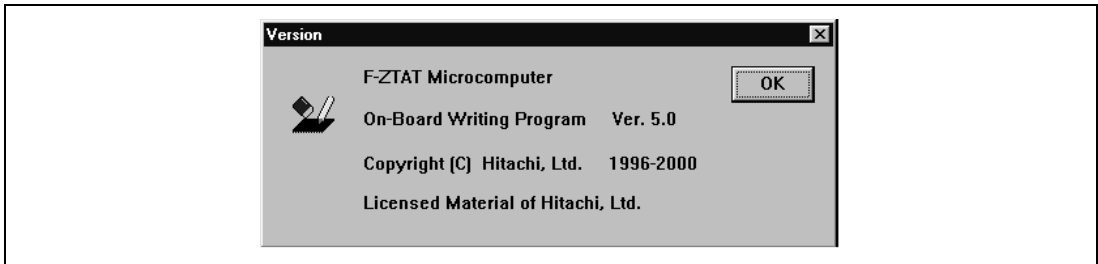 Version
F-ZTAT Microcomputer
OK
On-Board Writing Program Ver. 5.0
Copyright (C) Hitachi, Ltd. 1996-2000
Licensed Material of Hitachi, Ltd.